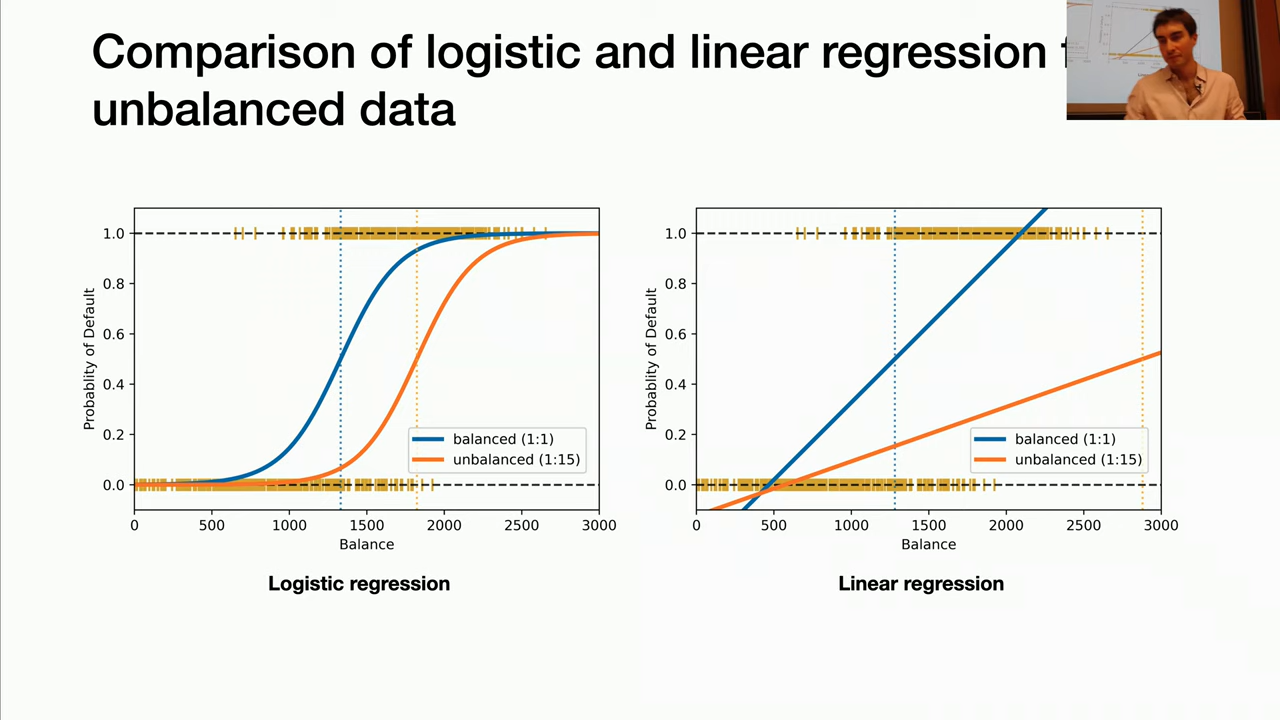 Comparison of logistic and linear regression
unbalanced data
1.0
0.8
0.6
0.4
0.2
0.0
Probablity of Default
balanced (1:1)
unbalanced (1:15)
0 500 1000 1500 2000 2500 3000
Balance
Logistic regression
1.0
0.8
0.6
0.4
0.2
0.0
Probablity of Default
balanced (1:1)
unbalanced (1:15)
0 500 1000 1500 2000 2500 3000
Balance
Linear regression